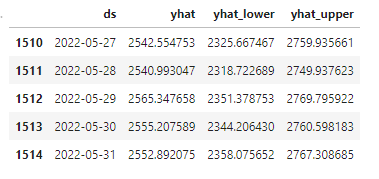 ds yhat yhat_lower yhat_upper
1510 2022-05-27 2542.554753 2325.667467 2759.935661
1511 2022-05-28 2540.993047 2318.722689 2749.937623
1512 2022-05-29 2565.347658 2351.378753 2769.795922
1513 2022-05-30 2555.207589 2344.206430 2760.598183
1514 2022-05-31 2552.892075 2358.075652 2767.308685